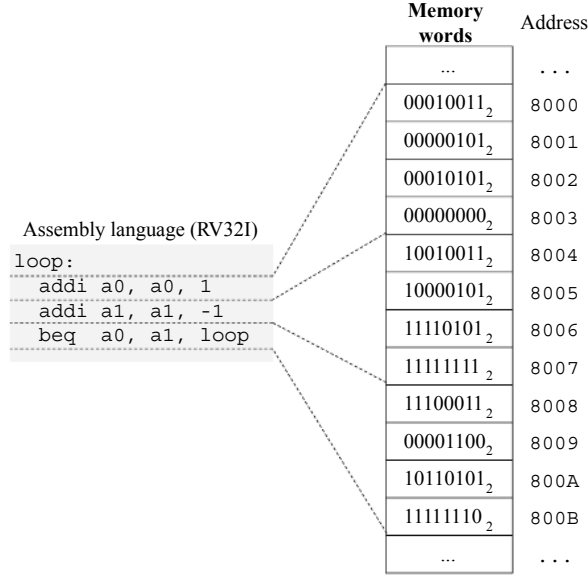 Memory words Address
... ...
00010011₂ 8000
00000101₂ 8001
00010101₂ 8002
00000000₂ 8003
10010011₂ 8004
10000101₂ 8005
11110101₂ 8006
11111111₂ 8007
11100011₂ 8008
00001100₂ 8009
10110101₂ 800A
11111110₂ 800B
... ...
Assembly language (RV32I)
loop:
addi a0, a0, 1
addi a1, a1, -1
beq a0, a1, loop